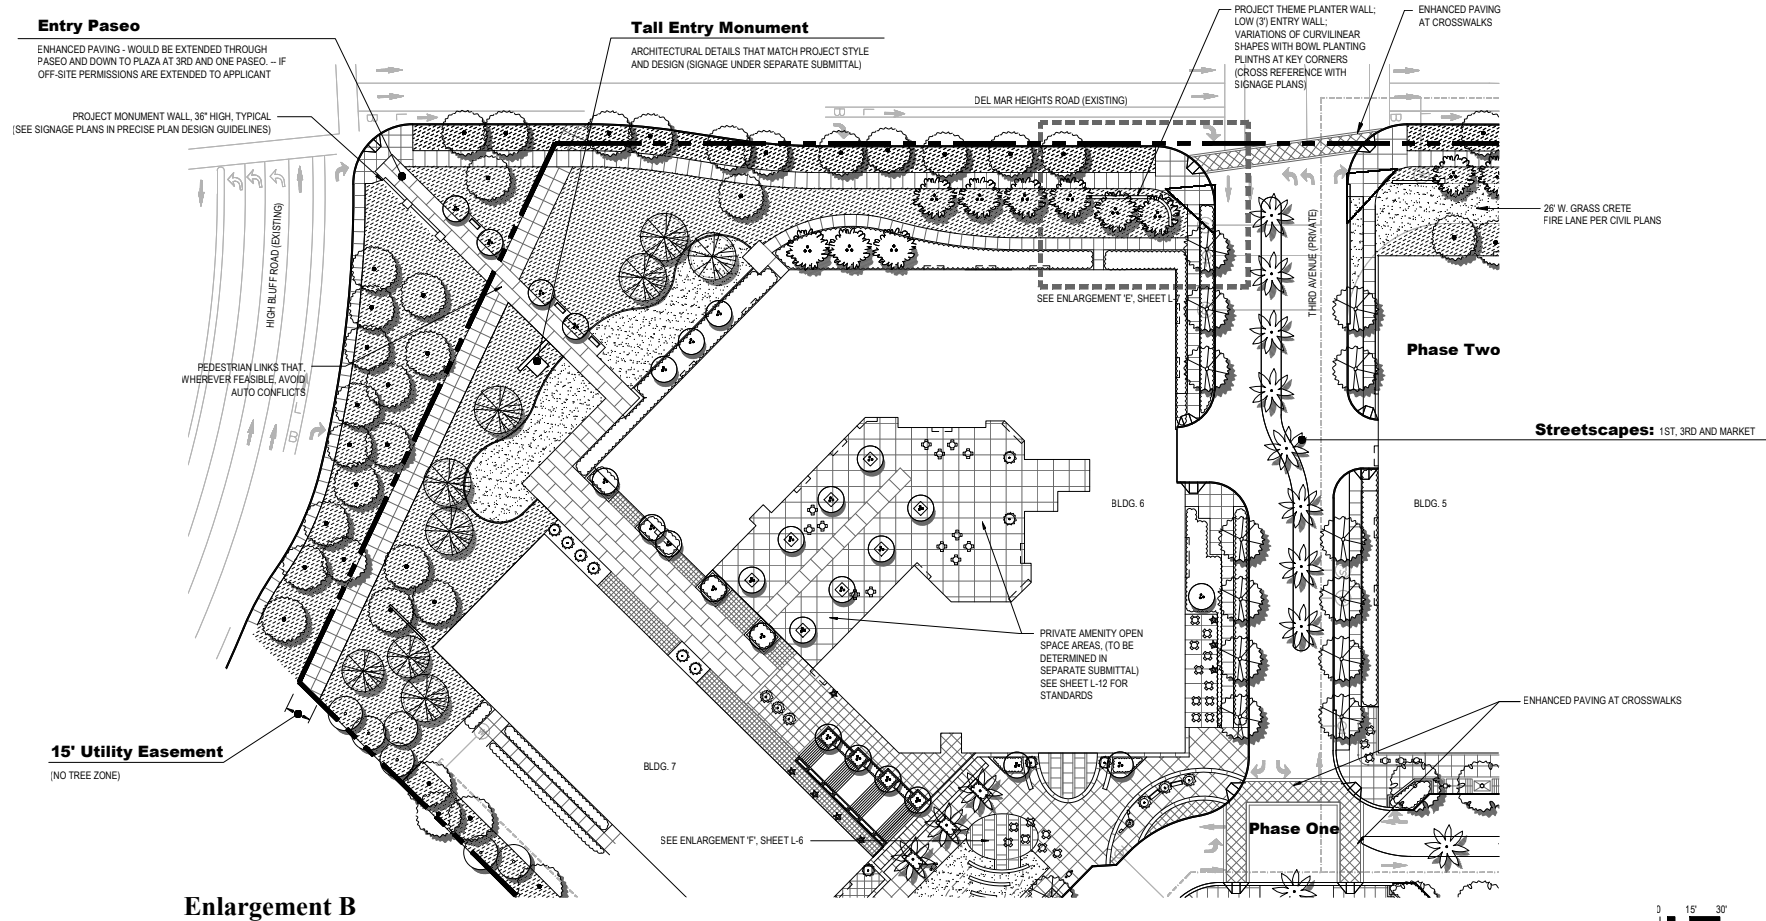 Entry Paseo
ENHANCED PAVING - WOULD BE EXTENDED THROUGH
PASEO AND DOWN TO PLAZA AT 3RD AND ONE PASEO. – IF
OFF-SITE PERMISSIONS ARE EXTENDED TO APPLICANT
PROJECT MONUMENT WALL, 36" HIGH, TYPICAL
(SEE SIGNAGE PLANS IN PRECISE PLAN DESIGN GUIDELINES)
Tall Entry Monument
ARCHITECTURAL DETAILS THAT MATCH PROJECT STYLE
AND DESIGN (SIGNAGE UNDER SEPARATE SUBMITTAL)
PROJECT THEME PLANTER WALL;
LOW (3') ENTRY WALL;
VARIATIONS OF CURVILINEAR
SHAPES WITH BOWL PLANTING
PLINTHS AT KEY CORNERS
(CROSS REFERENCE WITH
SIGNAGE PLANS)
ENHANCED PAVING
AT CROSSWALKS
DEL MAR HEIGHTS ROAD (EXISTING)
B L
B L
B L
26' W. GRASS CRETE
FIRE LANE PER CIVIL PLANS
HIGH BLUFF ROAD (EXISTING)
THIRD AVENUE (PRIVATE)
SEE ENLARGEMENT 'E', SHEET L-7
Phase Two
PEDESTRIAN LINKS THAT,
WHEREVER FEASIBLE, AVOID
AUTO CONFLICTS
B L
Streetscapes: 1ST, 3RD AND MARKET
BLDG. 6
BLDG. 5
PRIVATE AMENITY OPEN
SPACE AREAS, (TO BE
DETERMINED IN
SEPARATE SUBMITTAL)
SEE SHEET L-12 FOR
STANDARDS
ENHANCED PAVING AT CROSSWALKS
15' Utility Easement
(NO TREE ZONE)
BLDG. 7
SEE ENLARGEMENT 'F', SHEET L-6
Phase One
Enlargement B
0 15' 30'